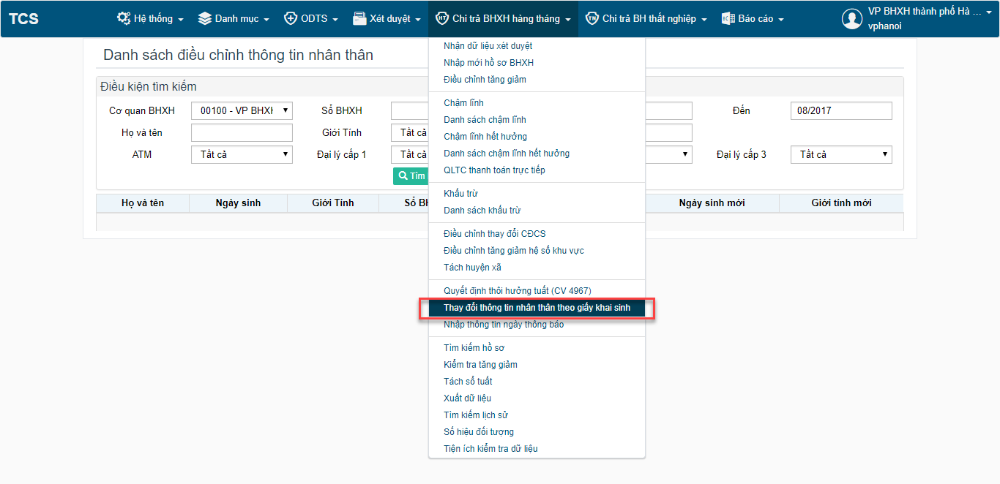 TCS
Hệ thống
Danh mục
ODTS
Xét duyệt
HT Chi trả BHXH hàng tháng
TN Chi trả BH thất nghiệp
BC Báo cáo
VP BHXH thành phố Hà ...
vphanoi
Danh sách điều chỉnh thông tin nhân thân
Điều kiện tìm kiếm
Cơ quan BHXH 00100 - VP BHXH Số BHXH Đến 08/2017
Họ và tên Giới Tính Tất cả
ATM Tất cả Đại lý cấp 1 Tất cả Đại lý cấp 3 Tất cả
Tìm
Họ và tên Ngày sinh Giới Tính Số BH Ngày sinh mới Giới tính mới
Nhận dữ liệu xét duyệt
Nhập mới hồ sơ BHXH
Điều chỉnh tăng giảm
Chậm lĩnh
Danh sách chậm lĩnh
Chậm lĩnh hết hưởng
Danh sách chậm lĩnh hết hưởng
QLTC thanh toán trực tiếp
Khấu trừ
Danh sách khấu trừ
Điều chỉnh thay đổi CĐCS
Điều chỉnh tăng giảm hệ số khu vực
Tách huyện xã
Quyết định thôi hưởng tuất (CV 4967)
Thay đổi thông tin nhân thân theo giấy khai sinh
Nhập thông tin ngày thông báo
Tìm kiếm hồ sơ
Kiểm tra tăng giảm
Tách sổ tuất
Xuất dữ liệu
Tìm kiếm lịch sử
Số hiệu đối tượng
Tiện ích kiểm tra dữ liệu